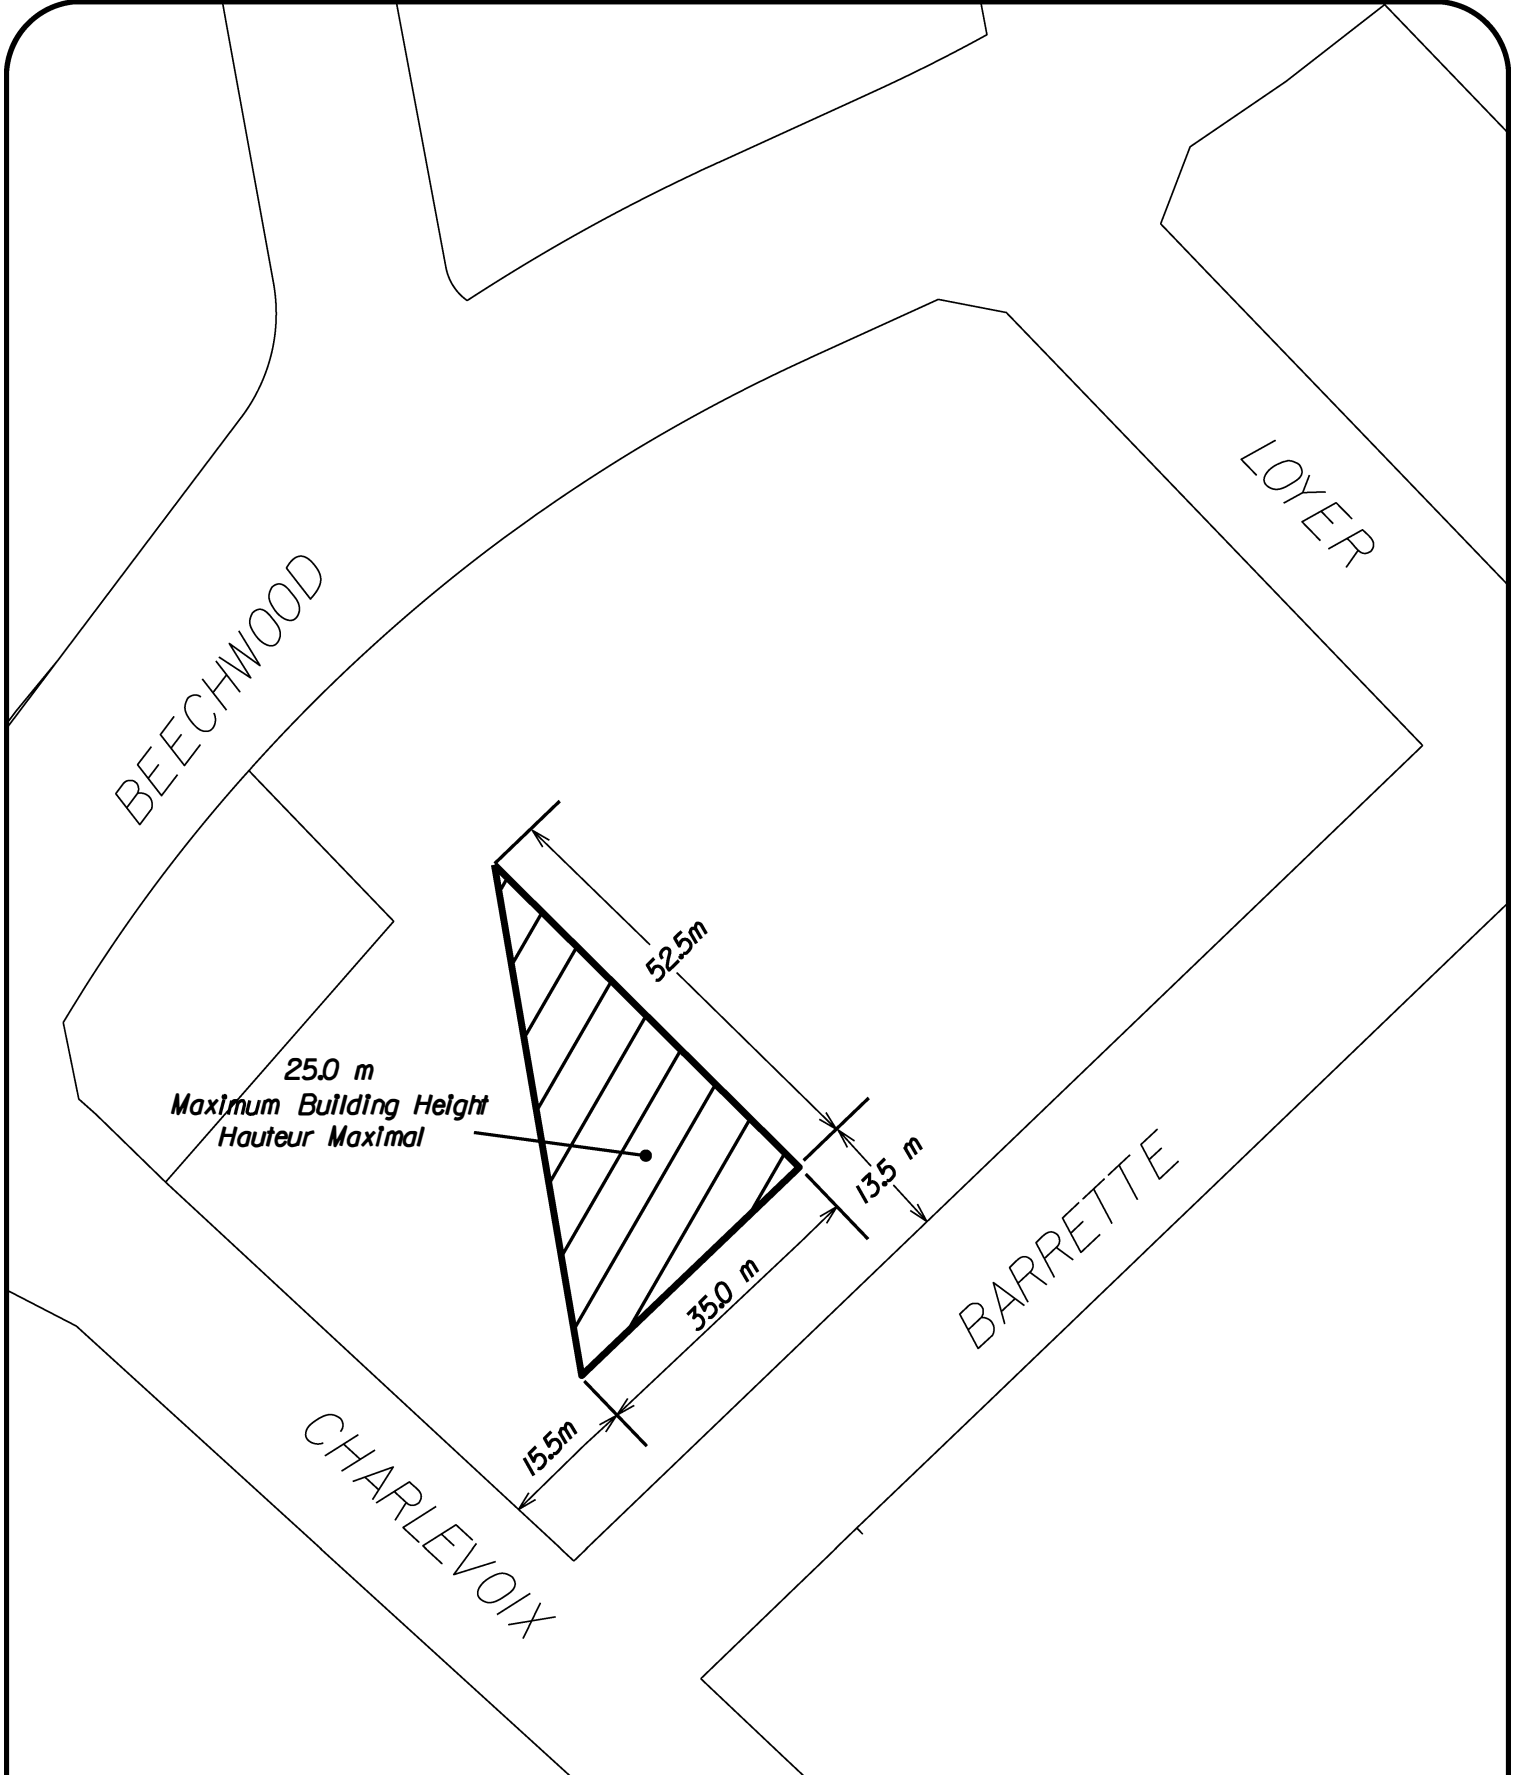 LOYER
BEECHWOOD
52.5m
25.0 m
Maximum Building Height
Hauteur Maximal
13.5 m
BARRETTE
35.0 m
15.5m
CHARLEVOIX